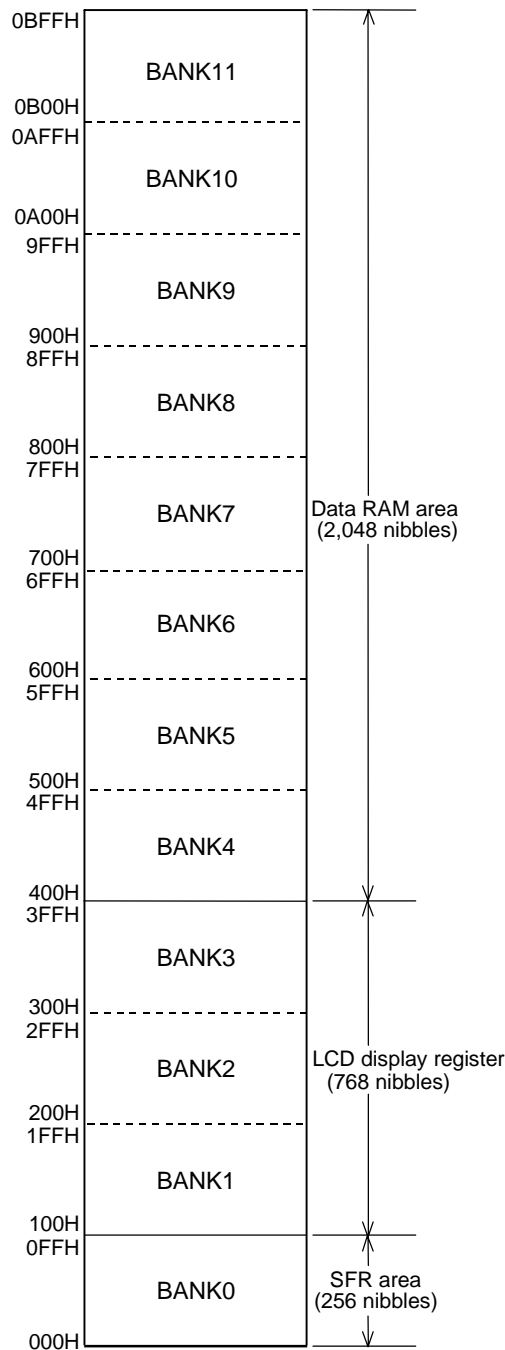 0BFFH
BANK11
0B00H
0AFFH
BANK10
0A00H
9FFH
BANK9
900H
8FFH
BANK8
800H
7FFH
BANK7
Data RAM area
(2,048 nibbles)
700H
6FFH
BANK6
600H
5FFH
BANK5
500H
4FFH
BANK4
400H
3FFH
BANK3
300H
2FFH
BANK2
LCD display register
(768 nibbles)
200H
1FFH
BANK1
100H
0FFH
BANK0
SFR area
(256 nibbles)
000H